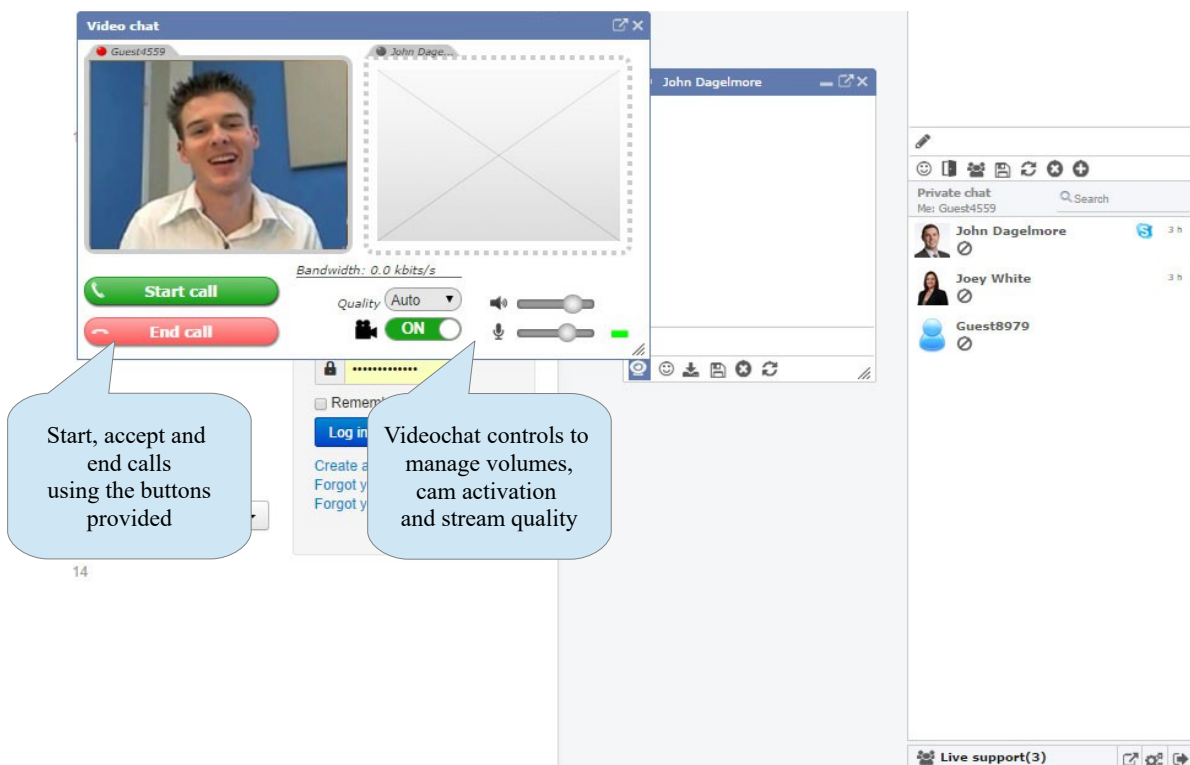 Video chat
Guest4559
John Dage...
Bandwidth: 0.0 kbits/s
Start call
Quality Auto
End call
ON
John Dagelmore
Private chat
Me: Guest4559
Search
John Dagelmore
3 h
Joey White
3 h
Guest8979
•••••••••••••
Log in
Create a
Forgot y
Forgot y
Start, accept and
end calls
using the buttons
provided
Videochat controls to
manage volumes,
cam activation
and stream quality
14
Live support(3)